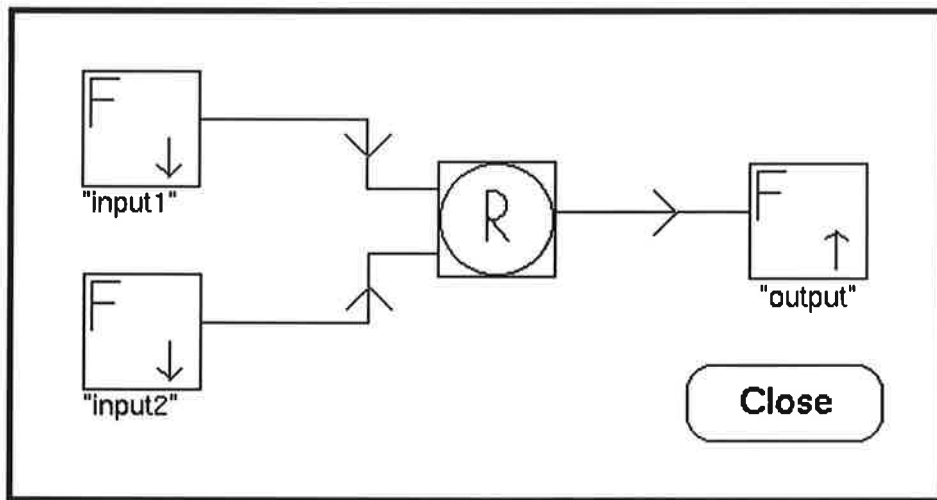 F
"input1"
R
F
"output"
F
"input2"
Close